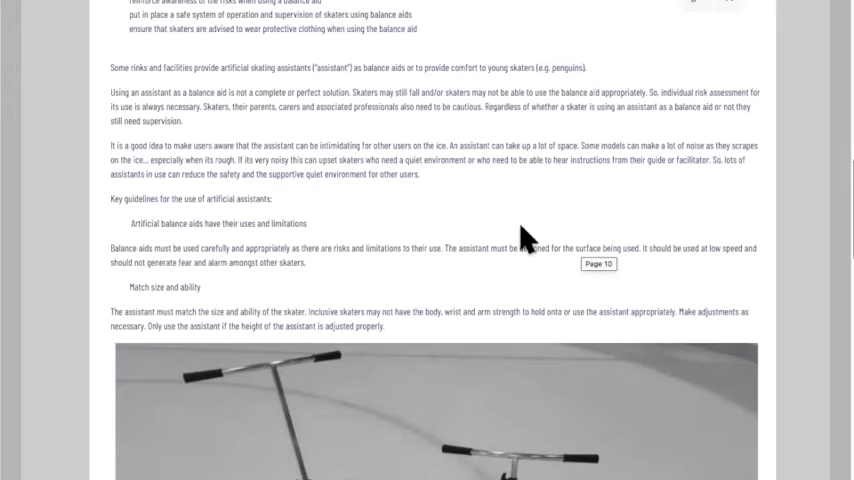 reinforce awareness of the risks when using a balance aid
put in place a safe system of operation and supervision of skaters using balance aids
ensure that skaters are advised to wear protective clothing when using the balance aid
Some rinks and facilities provide artificial skating assistants ("assistant") as balance aids or to provide comfort to young skaters (e.g. penguins).
Using an assistant as a balance aid is not a complete or perfect solution. Skaters may still fall and/or skaters may not be able to use the balance aid appropriately. So, individual risk assessment for
its use is always necessary. Skaters, their parents, carers and associated professionals also need to be cautious. Regardless of whether a skater is using an assistant as a balance aid or not they
still need supervision.
It is a good idea to make users aware that the assistant can be intimidating for other users on the ice. An assistant can take up a lot of space. Some models can make a lot of noise as they scrapes
on the ice... especially when its rough. If its very noisy this can upset skaters who need a quiet environment or who need to be able to hear instructions from their guide or facilitator. So, lots of
assistants in use can reduce the safety and the supportive quiet environment for other users.
Key guidelines for the use of artificial assistants:
Artificial balance aids have their uses and limitations
Balance aids must be used carefully and appropriately as there are risks and limitations to their use. The assistant must be for the surface being used. It should be used at low speed and
should not generate fear and alarm amongst other skaters.
Page 10
Match size and ability
The assistant must match the size and ability of the skater. Inclusive skaters may not have the body, wrist and arm strength to hold onto or use the assistant appropriately. Make adjustments as
necessary. Only use the assistant if the height of the assistant is adjusted properly.